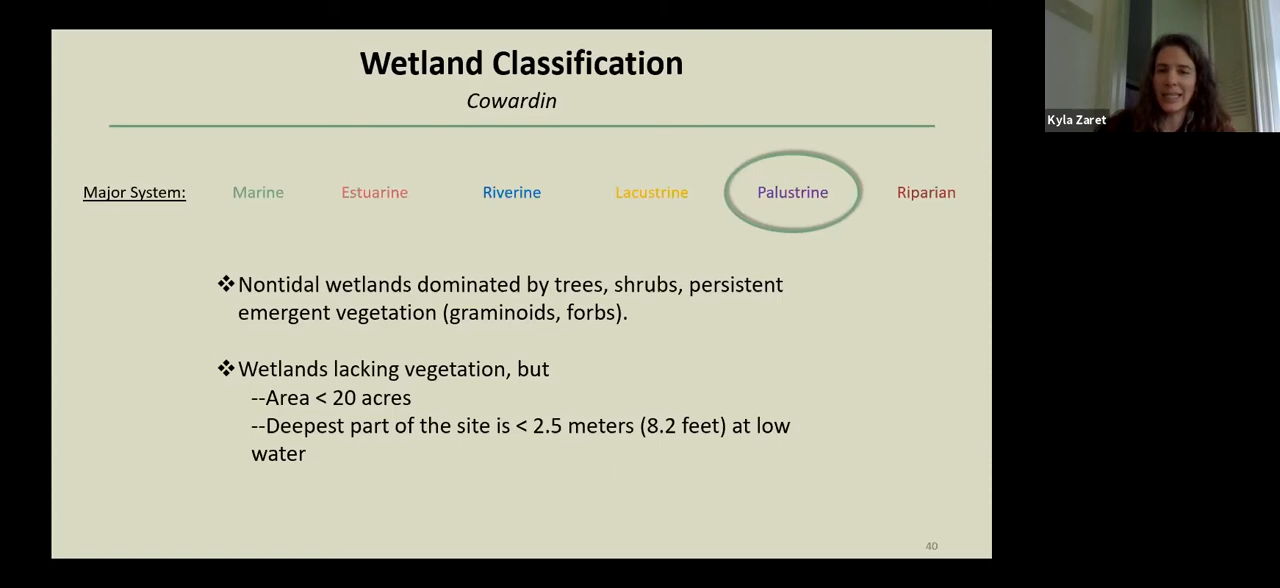 Wetland Classification
Cowardin
Major System: Marine Estuarine Riverine Lacustrine Palustrine Riparian
❖Nontidal wetlands dominated by trees, shrubs, persistent
emergent vegetation (graminoids, forbs).
❖Wetlands lacking vegetation, but
--Area < 20 acres
--Deepest part of the site is < 2.5 meters (8.2 feet) at low
water
40
Kyla Zaret